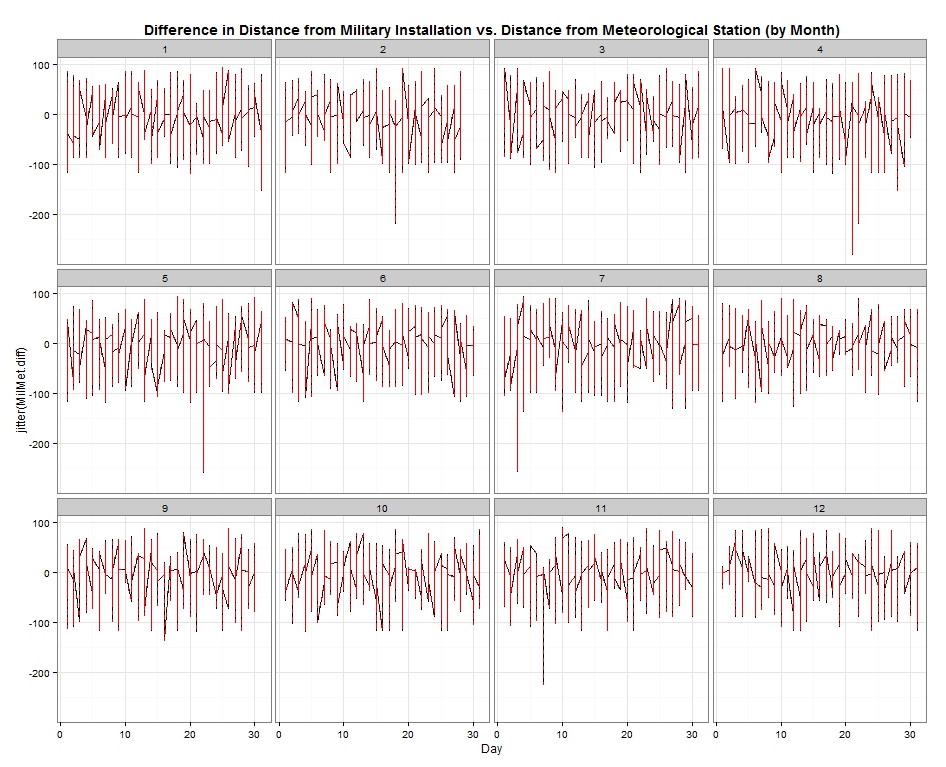 Difference in Distance from Military Installation vs. Distance from Meteorological Station (by Month)
1 2 3 4
100
0
-100
-200
5 6 7 8
100
0
-100
-200
9 10 11 12
100
0
-100
-200
0 10 20 30 0 10 20 30 0 10 20 30 0 10 20 30
Day
jitter(MilMet.diff)